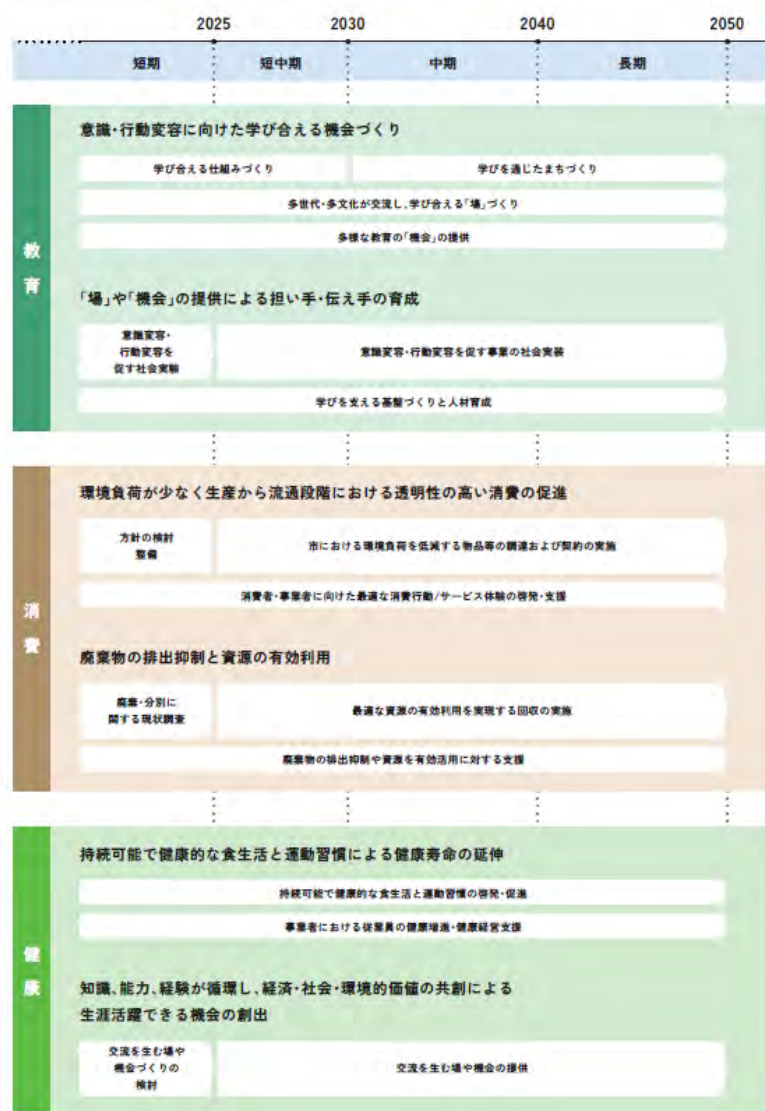 2025 2030 2040 2050
短期 短中期 中期 長期
教育
意識・行動変容に向けた学び合える機会づくり
学び合える仕組みづくり 学びを通じたまちづくり
多世代・多文化が交流し、学び合える「場」づくり
多様な教育の「機会」の提供
「場」や「機会」の提供による担い手・伝え手の育成
意識変容・
行動変容を
促す社会実験
意識変容・行動変容を促す事業の社会実装
学びを支える基盤づくりと人材育成
消費
環境負荷が少なく生産から流通段階における透明性の高い消費の促進
方針の検討
整備
市における環境負荷を低減する物品等の調達および契約の実施
消費者・事業者に向けた最適な消費行動/サービス体験の啓発・支援
廃棄物の排出抑制と資源の有効利用
廃棄・分別に
関する現状調査
最適な資源の有効利用を実現する回収の実施
廃棄物の排出抑制や資源を有効活用に対する支援
健康
持続可能で健康的な食生活と運動習慣による健康寿命の延伸
持続可能で健康的な食生活と運動習慣の啓発・促進
事業者における従業員の健康増進・健康経営支援
知識、能力、経験が循環し、経済・社会・環境的価値の共創による
生涯活躍できる機会の創出
交流を生む場や
機会づくりの
検討
交流を生む場や機会の提供